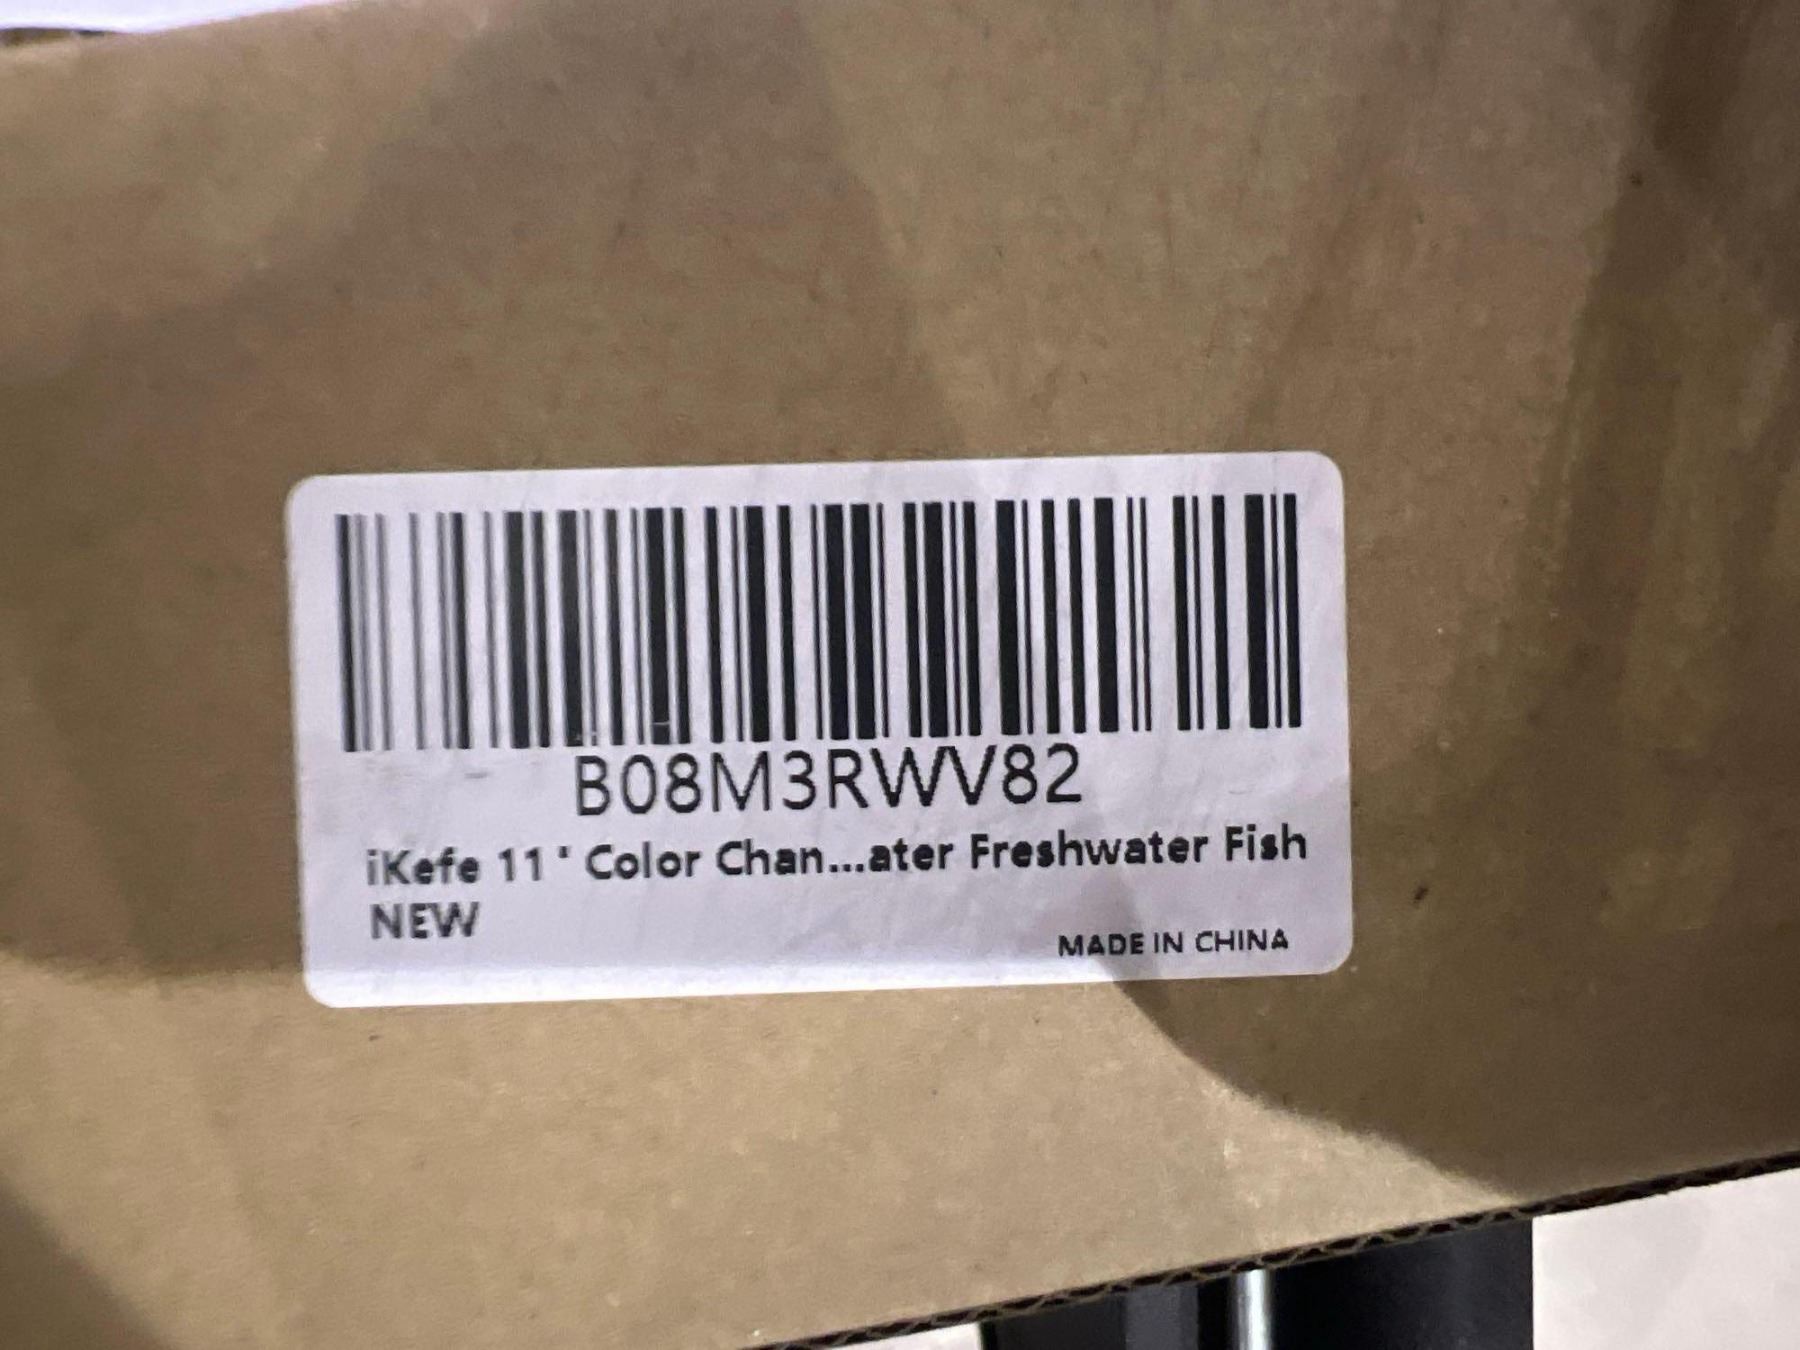 B08M3RWV82
iKefe 11' Color Chan...ater Freshwater Fish
NEW
MADE IN CHINA